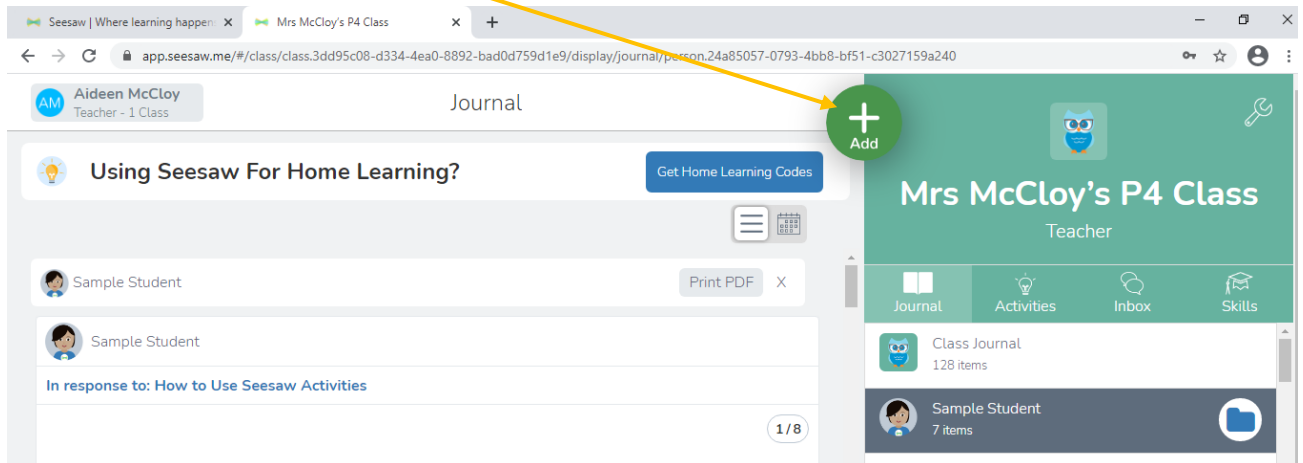 Seesaw | Where learning happen
Mrs McCloy's P4 Class
app.seesaw.me/#/class/class.3dd95c08-d334-4ea0-8892-bad0d759d1e9/display/journal/person.24a85057-0793-4bb8-bf51-c3027159a240
AM
Aideen McCloy
Teacher - 1 Class
Journal
Add
Using Seesaw For Home Learning?
Get Home Learning Codes
Sample Student
Print PDF X
Sample Student
In response to: How to Use Seesaw Activities
1/8
Mrs McCloy's P4 Class
Teacher
Journal Activities Inbox Skills
Class Journal
128 items
Sample Student
7 items